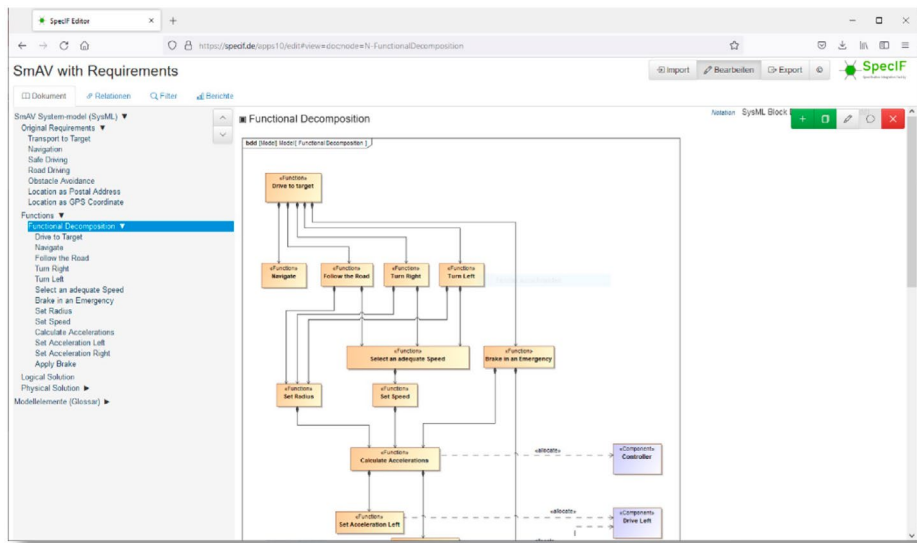 SpecIF Editor
https://specif.de/apps10/edit#view=doc;node=N-FunctionalDecomposition
SmAV with Requirements
Import
Bearbeiten
Export
SpecIF
Dokument
Relationen
Filter
Berichte
SmAV System-model (SysML)
Original Requirements
Transport to Target
Navigation
Safe Driving
Road Driving
Obstacle Avoidance
Location as Postal Address
Location as GPS Coordinate
Functions
Functional Decomposition
Drive to Target
Navigate
Follow the Road
Turn Right
Turn Left
Select an adequate Speed
Brake in an Emergency
Set Radius
Set Speed
Calculate Accelerations
Set Acceleration Left
Set Acceleration Right
Apply Brake
Logical Solution
Physical Solution
Modellelemente (Glossar)
Functional Decomposition
Notation SysML Block
bdd [Model] Model[ Functional Decomposition ]
«Function»
Drive to target
«Function»
Navigate
«Function»
Follow the Road
«Function»
Turn Right
«Function»
Turn Left
«Function»
Select an adequate Speed
«Function»
Brake in an Emergency
«Function»
Set Radius
«Function»
Set Speed
«Function»
Calculate Accelerations
«allocate»
«Component»
Controller
«Function»
Set Acceleration Left
«allocate»
«Component»
Drive Left